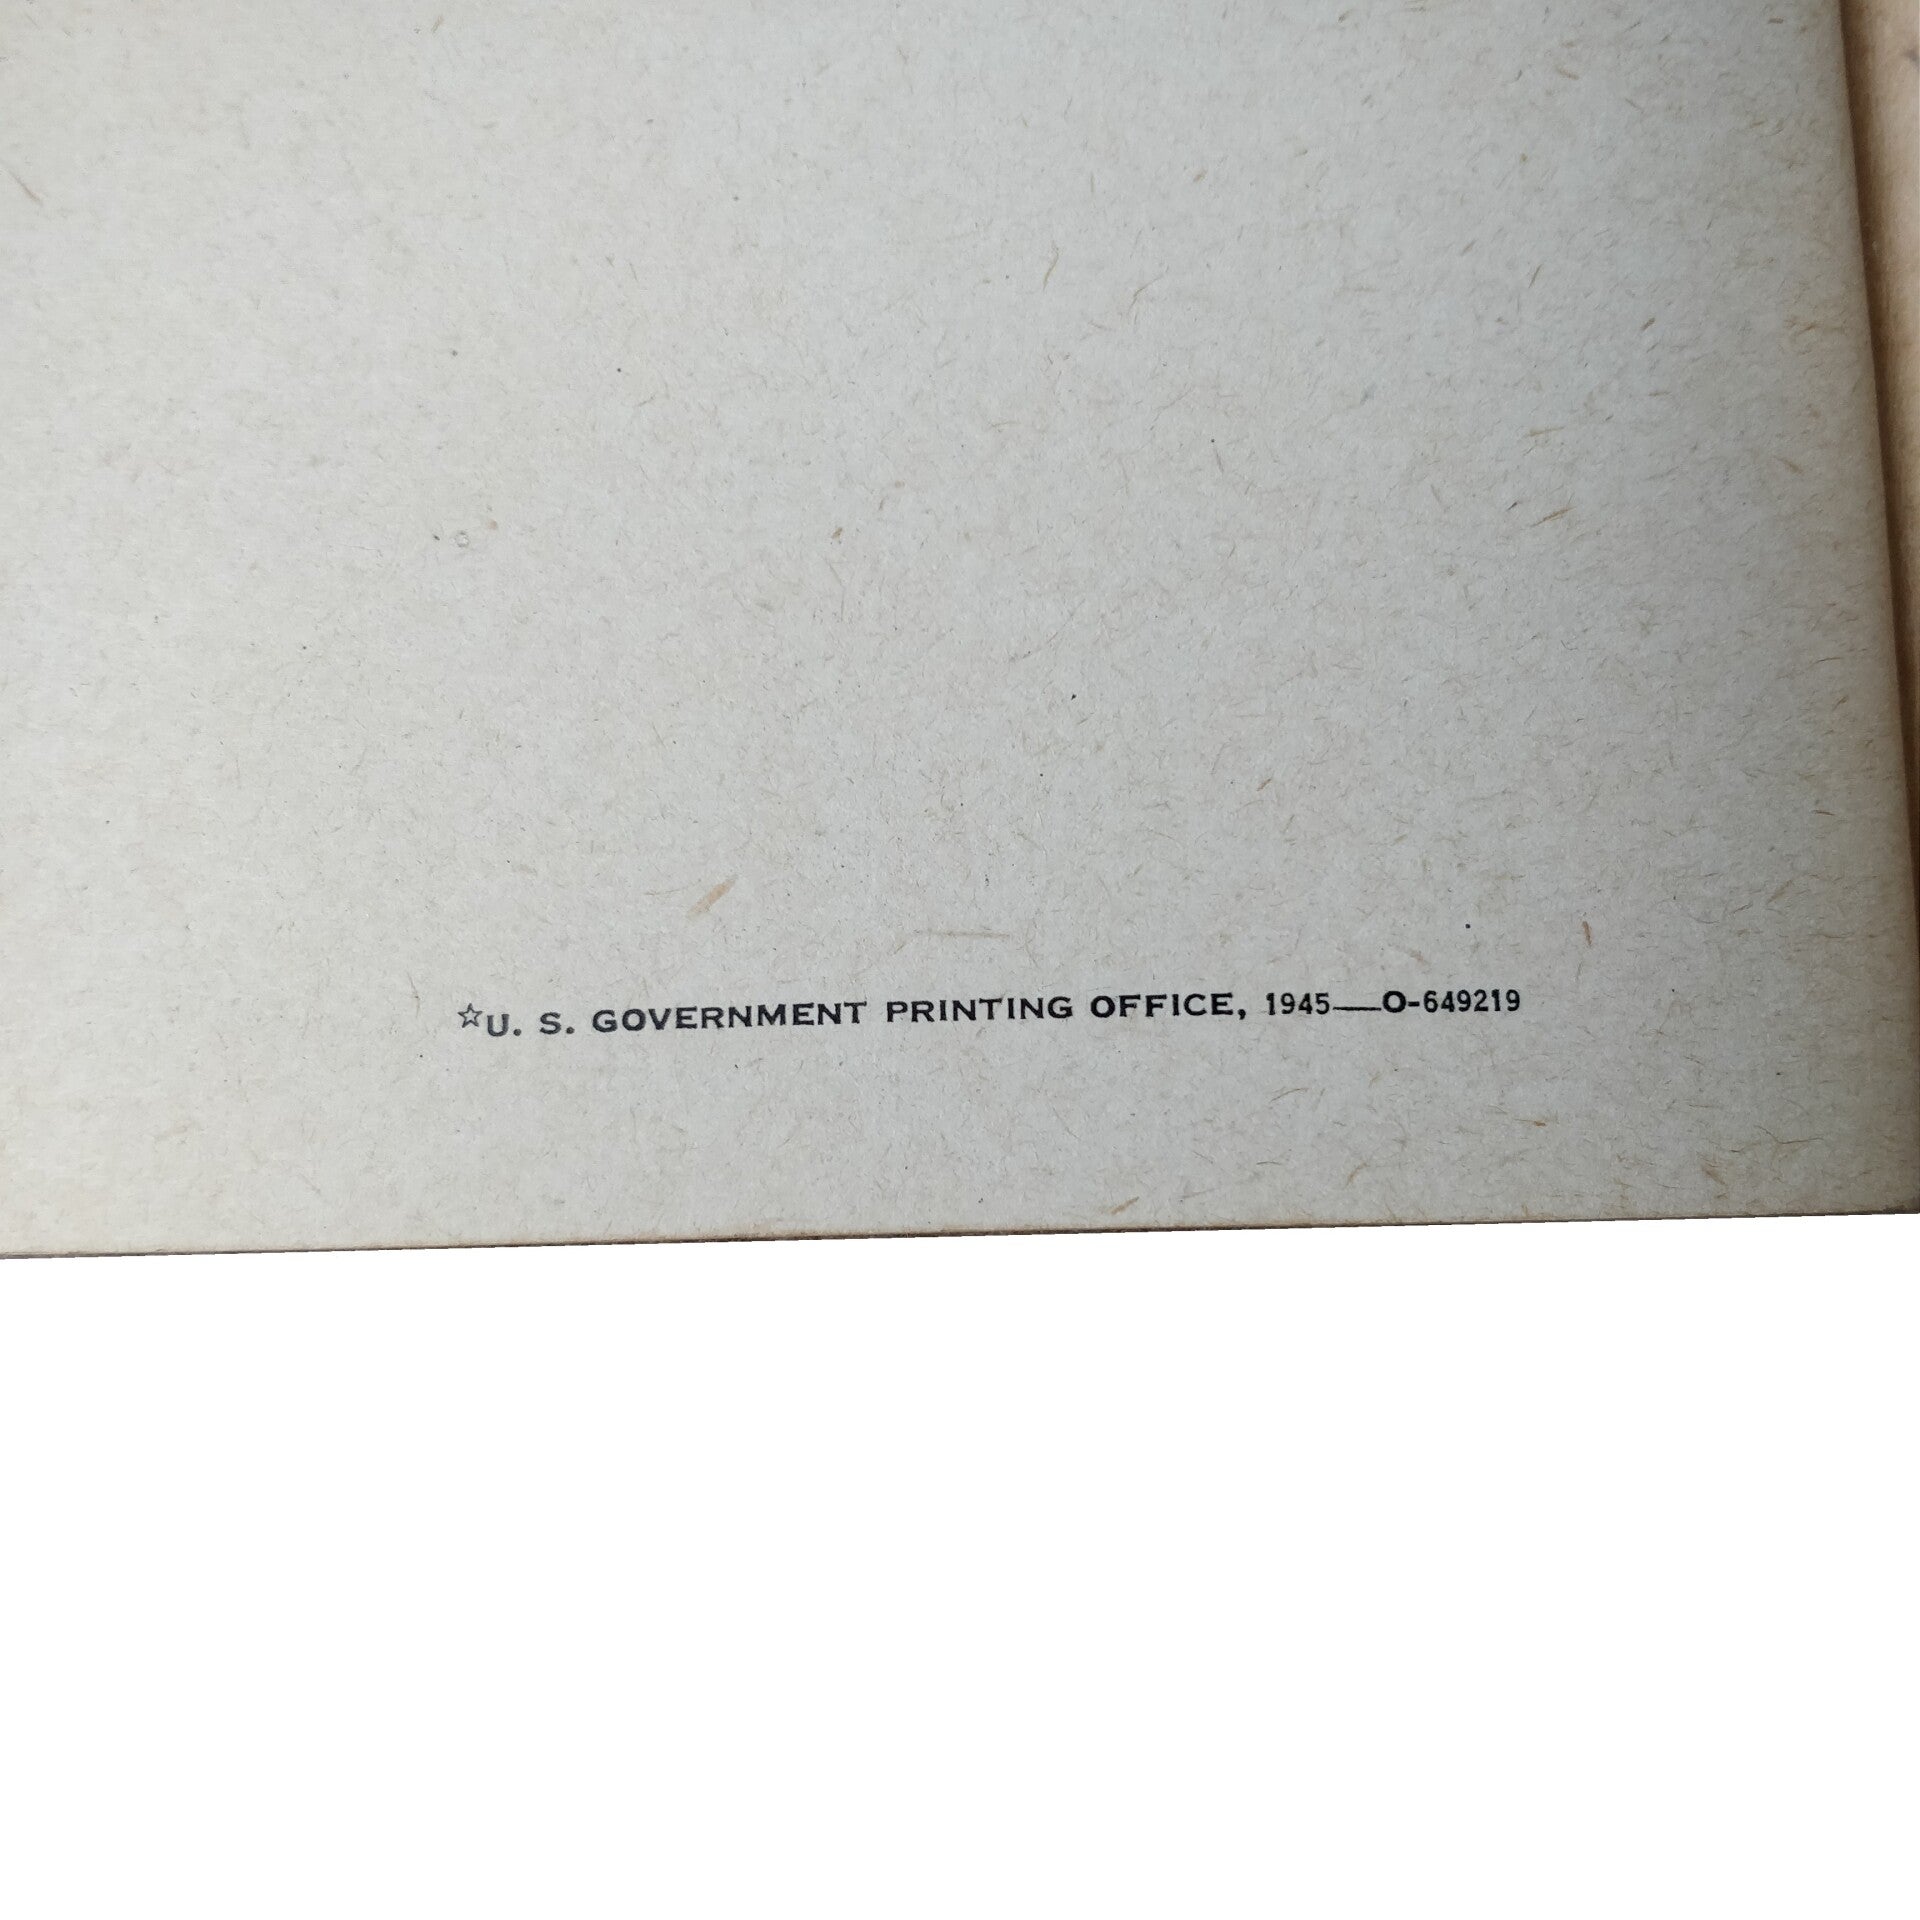 ☆U. S. GOVERNMENT PRINTING OFFICE, 1945—O-649219